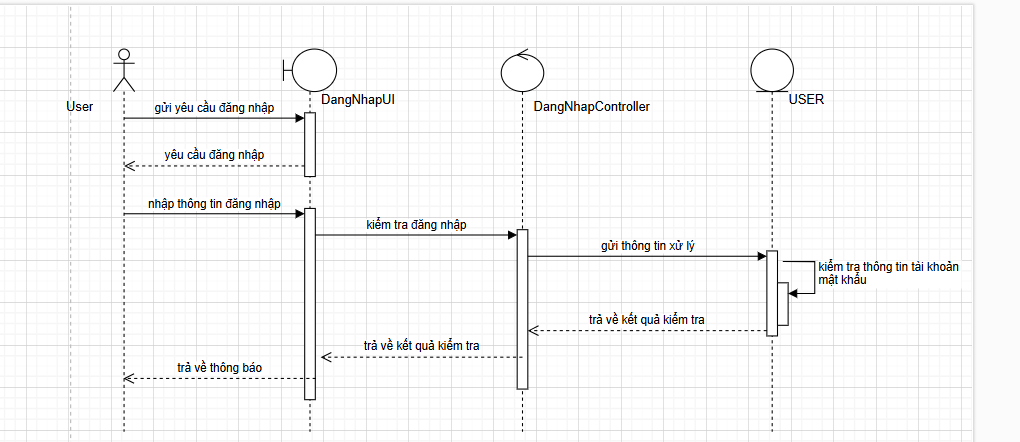 User
DangNhapUI
DangNhapController
USER
gửi yêu cầu đăng nhập
yêu cầu đăng nhập
nhập thông tin đăng nhập
kiểm tra đăng nhập
gửi thông tin xử lý
kiểm tra thông tin tài khoản
mật khẩu
trả về kết quả kiểm tra
trả về kết quả kiểm tra
trả về thông báo